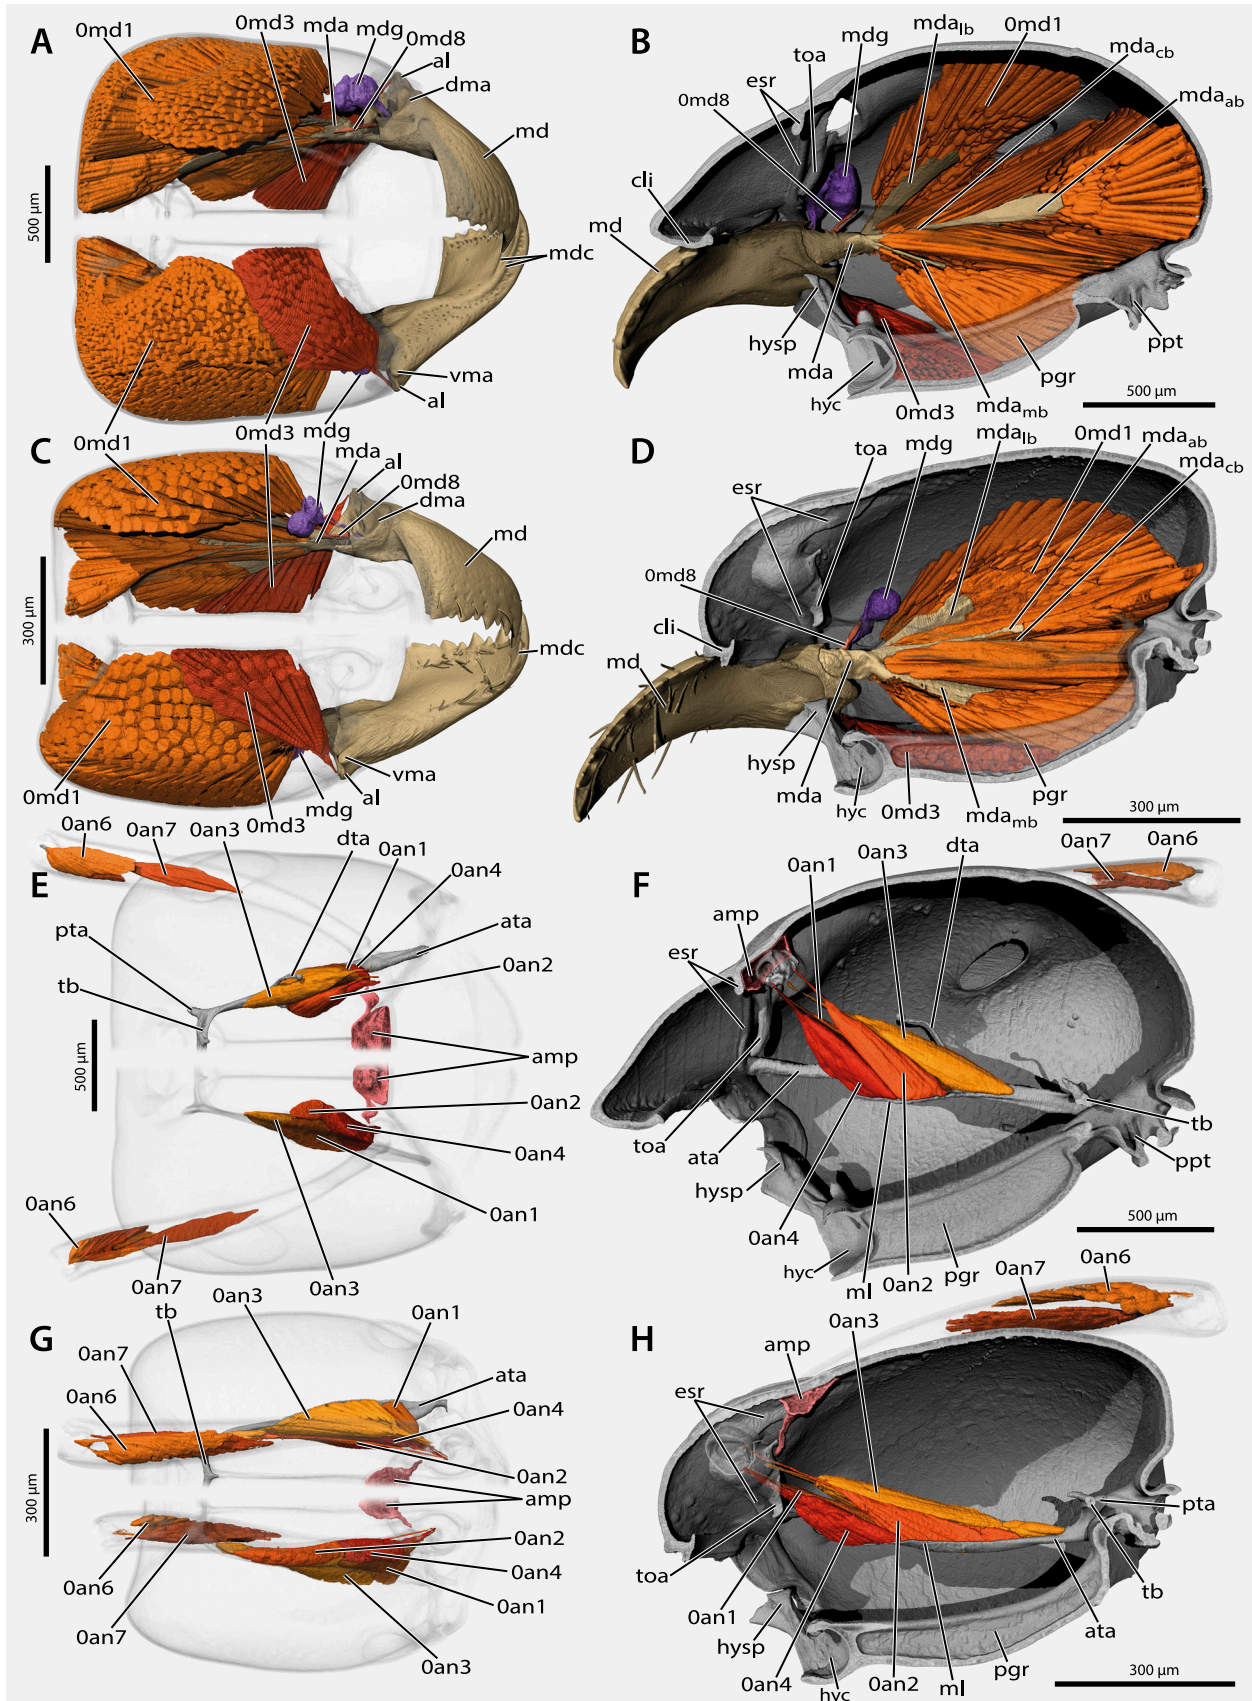 A
0md1
0md3
mda
mdg
0md8
al
dma
md
500 µm
mdc
vma
al
0md1
0md3
mdg
B
mdg
mda_lb
0md1
mda_cb
toa
esr
mda_ab
0md8
cli
md
hysp
mda
hyc
0md3
mda_mb
pgr
ppt
500 µm
C
mda
al
0md8
dma
md
300 µm
mdc
vma
al
mdg
0md1
0md3
D
toa
mdg
mda_lb
0md1
mda_ab
mda_cb
esr
0md8
cli
md
hysp
mda
hyc
0md3
mda_mb
pgr
300 µm
E
0an6
0an7
0an3
dta
0an1
0an4
ata
0an2
pta
tb
500 µm
amp
0an2
0an4
0an1
0an6
0an7
0an3
F
0an1
0an3
dta
0an7
0an6
amp
esr
toa
ata
hysp
0an4
hyc
ml
0an2
pgr
tb
ppt
500 µm
G
tb
0an3
0an1
0an7
ata
0an6
0an4
0an2
300 µm
amp
0an2
0an4
0an1
0an6
0an7
0an3
H
0an7
0an6
0an3
amp
esr
pta
toa
tb
0an1
hysp
ata
0an4
hyc
0an2
ml
pgr
300 µm